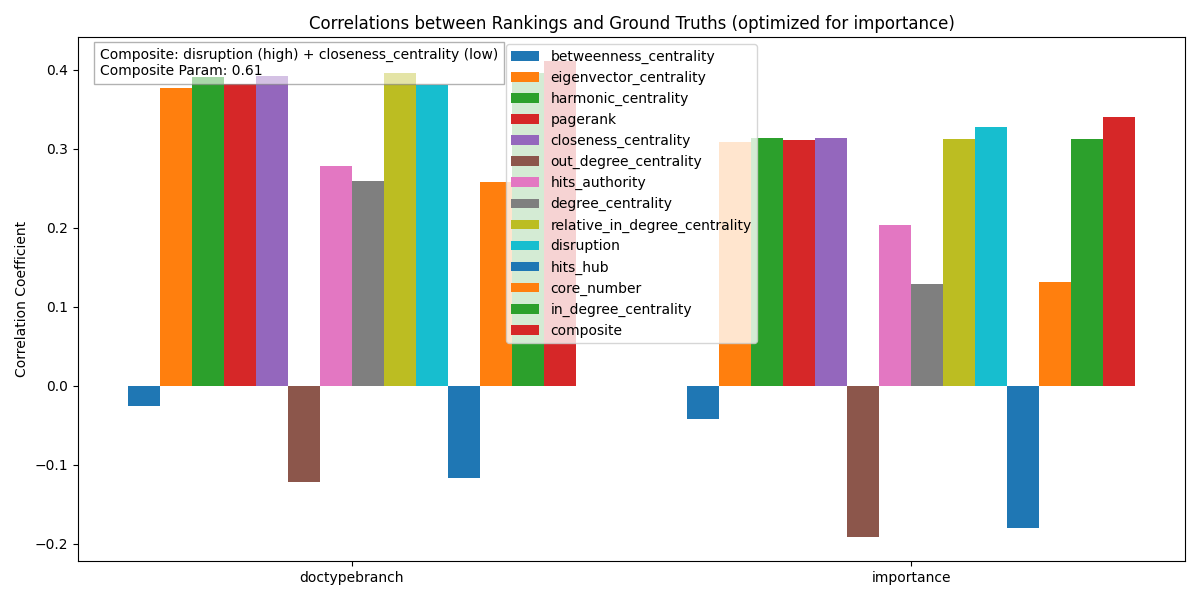 Correlations between Rankings and Ground Truths (optimized for importance)
Composite: disruption (high) + closeness_centrality (low)
Composite Param: 0.61
betweenness_centrality
eigenvector_centrality
harmonic_centrality
pagerank
closeness_centrality
out_degree_centrality
hits_authority
degree_centrality
relative_in_degree_centrality
disruption
hits_hub
core_number
in_degree_centrality
composite
Correlation Coefficient
0.4
0.3
0.2
0.1
0.0
−0.1
−0.2
doctypebranch
importance